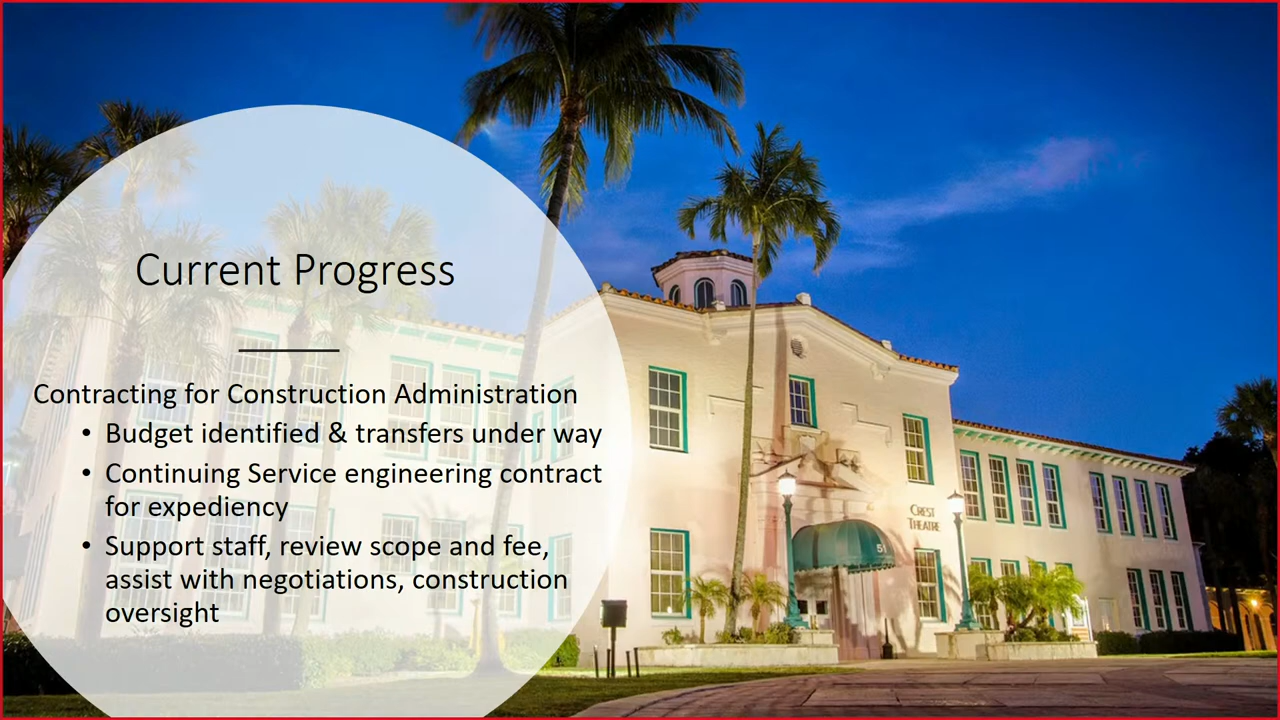 Current Progress
Contracting for Construction Administration
• Budget identified & transfers under way
• Continuing Service engineering contract
for expediency
• Support staff, review scope and fee,
assist with negotiations, construction
oversight
CREST
THEATRE
51